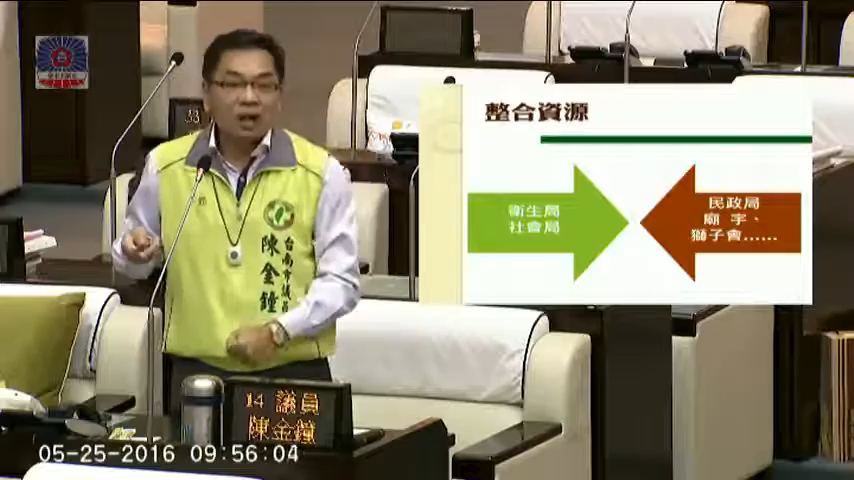 33
整合資源
衛生局
社會局
民政局
廟宇、
獅子會......
台南市議員
陳金鐘
14 議員
陳金鐘
05-25-2016 09:56:04